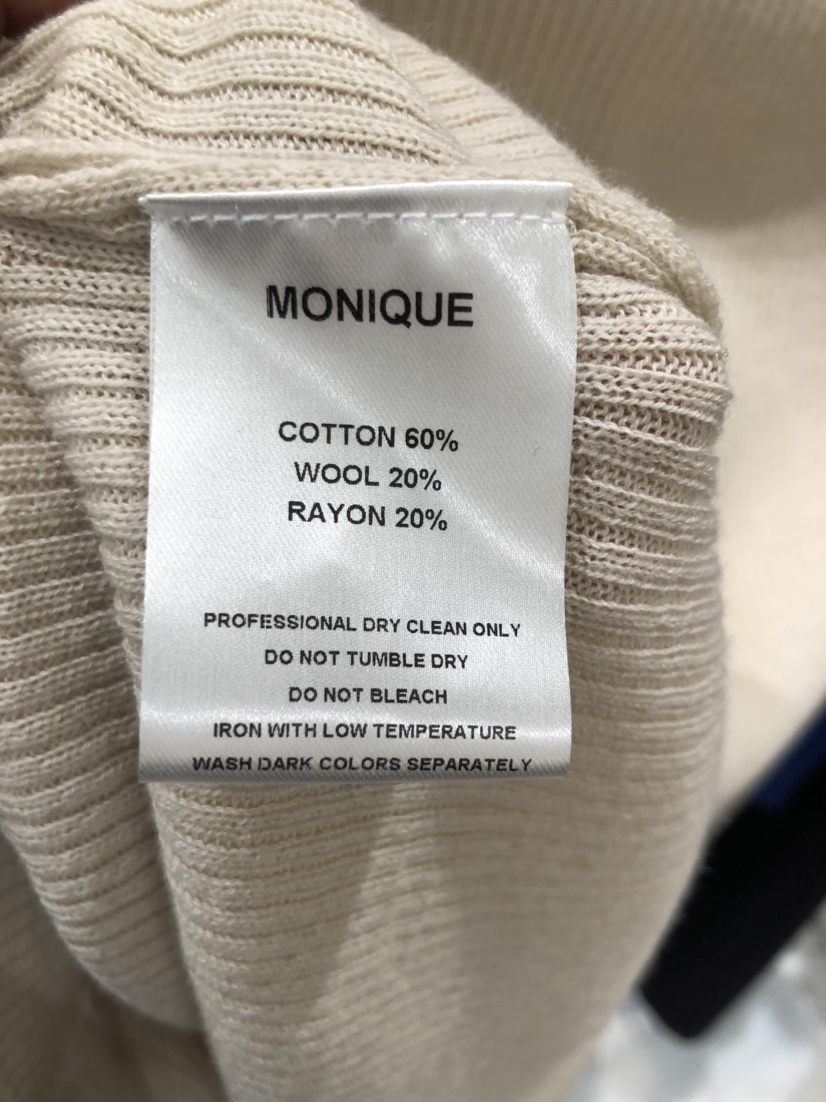 MONIQUE
COTTON 60%
WOOL 20%
RAYON 20%
PROFESSIONAL DRY CLEAN ONLY
DO NOT TUMBLE DRY
DO NOT BLEACH
IRON WITH LOW TEMPERATURE
WASH DARK COLORS SEPARATELY